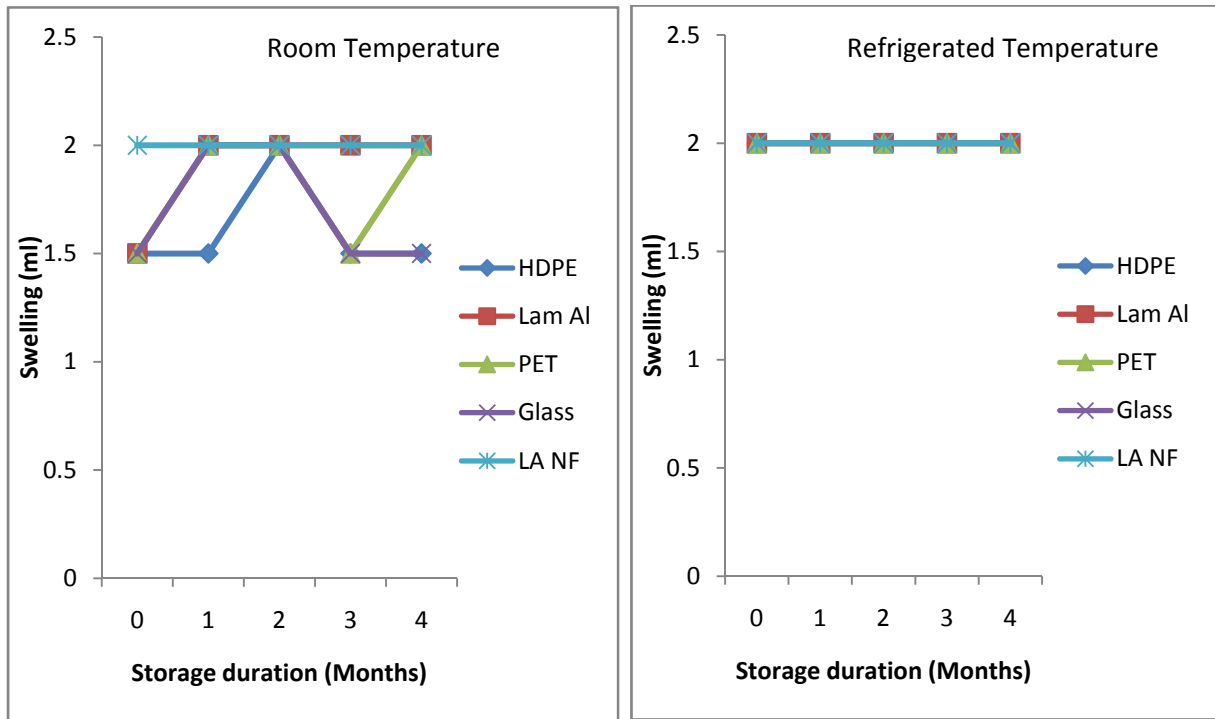 Room Temperature
2.5
2
1.5
1
0.5
0
Swelling (ml)
0 1 2 3 4
Storage duration (Months)
HDPE
Lam Al
PET
Glass
LA NF
Refrigerated Temperature
2.5
2
1.5
1
0.5
0
Swelling (ml)
0 1 2 3 4
Storage duration (Months)
HDPE
Lam Al
PET
Glass
LA NF